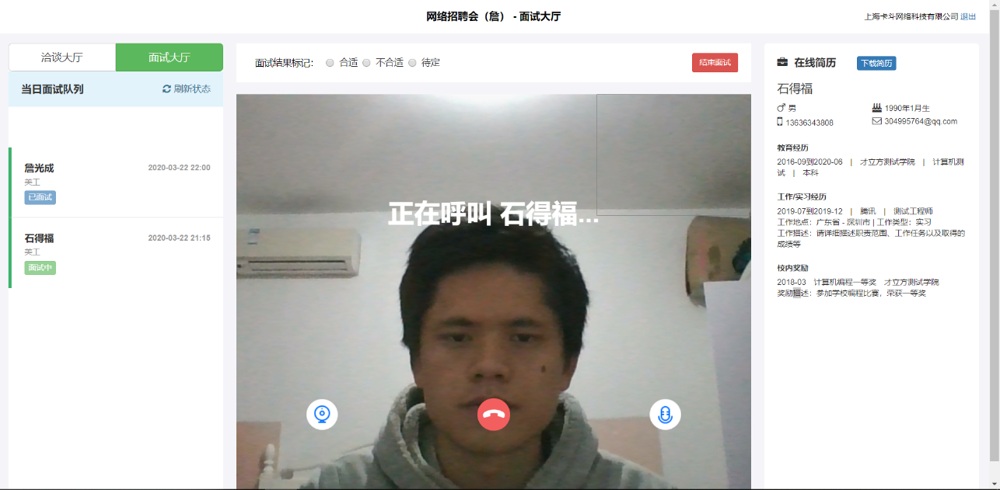 网络招聘会（詹） - 面试大厅
上海卡斗网络科技有限公司 退出
洽谈大厅
面试大厅
当日面试队列
刷新状态
詹光成
2020-03-22 22:00
美工
已面试
石得福
2020-03-22 21:15
美工
面试中
面试结果标记：
合适
不合适
待定
结束面试
正在呼叫 石得福...
在线简历
下载简历
石得福
男
1990年1月生
13636343808
304995764@qq.com
教育经历
2016-09到2020-06 | 才立方测试学院 | 计算机测
试 | 本科
工作/实习经历
2019-07到2019-12 | 腾讯 | 测试工程师
工作地点：广东省 - 深圳市 | 工作类型：实习
工作描述：请详细描述职责范围、工作任务以及取得的
成绩等
校内奖励
2018-03 计算机编程一等奖 才立方测试学院
奖励描述：参加学校编程比赛，荣获一等奖